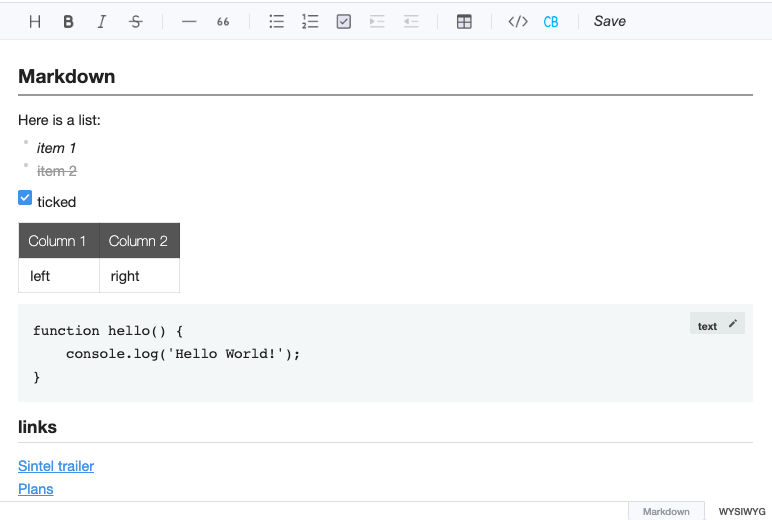 H B I S 66 </> CB Save
Markdown
Here is a list:
item 1
item 2
ticked
Column 1 Column 2
left right
text
function hello() {
    console.log('Hello World!');
}
links
Sintel trailer
Plans
Markdown WYSIWYG